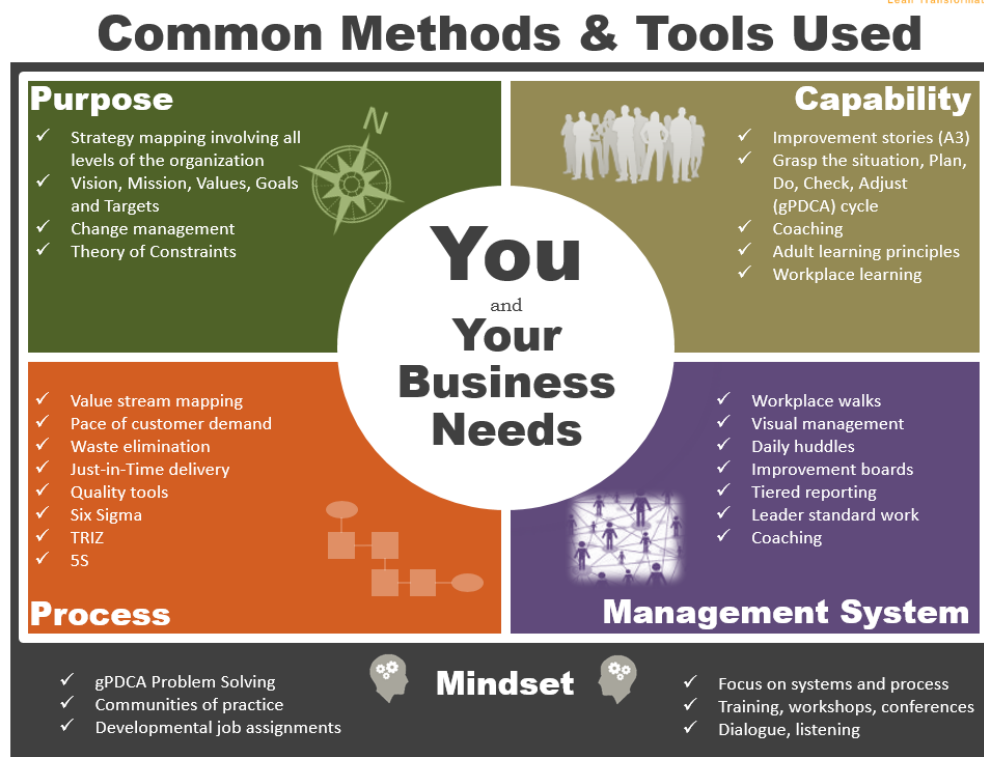 Lean Transformat
Common Methods & Tools Used
Purpose
✓ Strategy mapping involving all
levels of the organization
✓ Vision, Mission, Values, Goals
and Targets
✓ Change management
✓ Theory of Constraints
N
Capability
✓ Improvement stories (A3)
✓ Grasp the situation, Plan,
Do, Check, Adjust
(gPDCA) cycle
✓ Coaching
✓ Adult learning principles
✓ Workplace learning
You
and
Your
Business
Needs
✓ Value stream mapping
✓ Pace of customer demand
✓ Waste elimination
✓ Just-in-Time delivery
✓ Quality tools
✓ Six Sigma
✓ TRIZ
✓ 5S
Process
✓ Workplace walks
✓ Visual management
✓ Daily huddles
✓ Improvement boards
✓ Tiered reporting
✓ Leader standard work
✓ Coaching
Management System
Mindset
✓ gPDCA Problem Solving
✓ Communities of practice
✓ Developmental job assignments
✓ Focus on systems and process
✓ Training, workshops, conferences
✓ Dialogue, listening